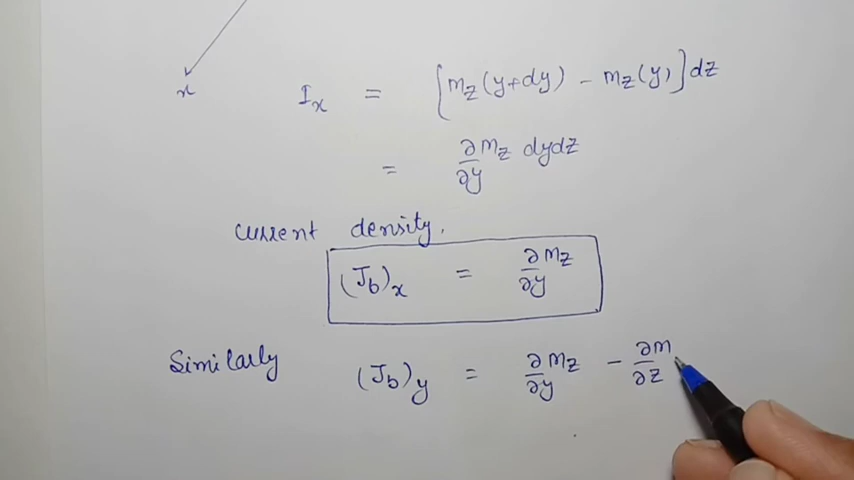 x
I_x = [m_z(y+dy) - m_z(y)]dz
= ∂m_z/∂y dydz
current density.
(J_b)_x = ∂m_z/∂y
Similarly (J_b)_y = ∂m_z/∂y - ∂m/∂z